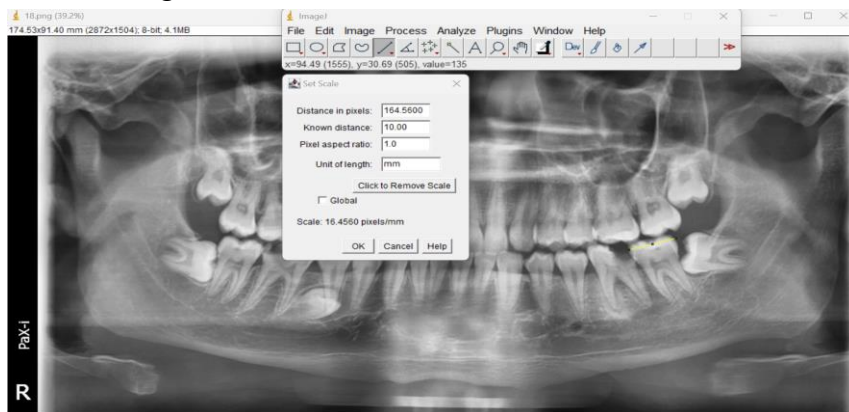 18.png (39.2%)
174.53x91.40 mm (2872x1504); 8-bit; 4.1MB
ImageJ
File Edit Image Process Analyze Plugins Window Help
Dev
x=94.49 (1555), y=30.69 (505), value=135
Set Scale
Distance in pixels: 164.5600
Known distance: 10.00
Pixel aspect ratio: 1.0
Unit of length: mm
Click to Remove Scale
Global
Scale: 16.4560 pixels/mm
OK Cancel Help
PaX-i
R